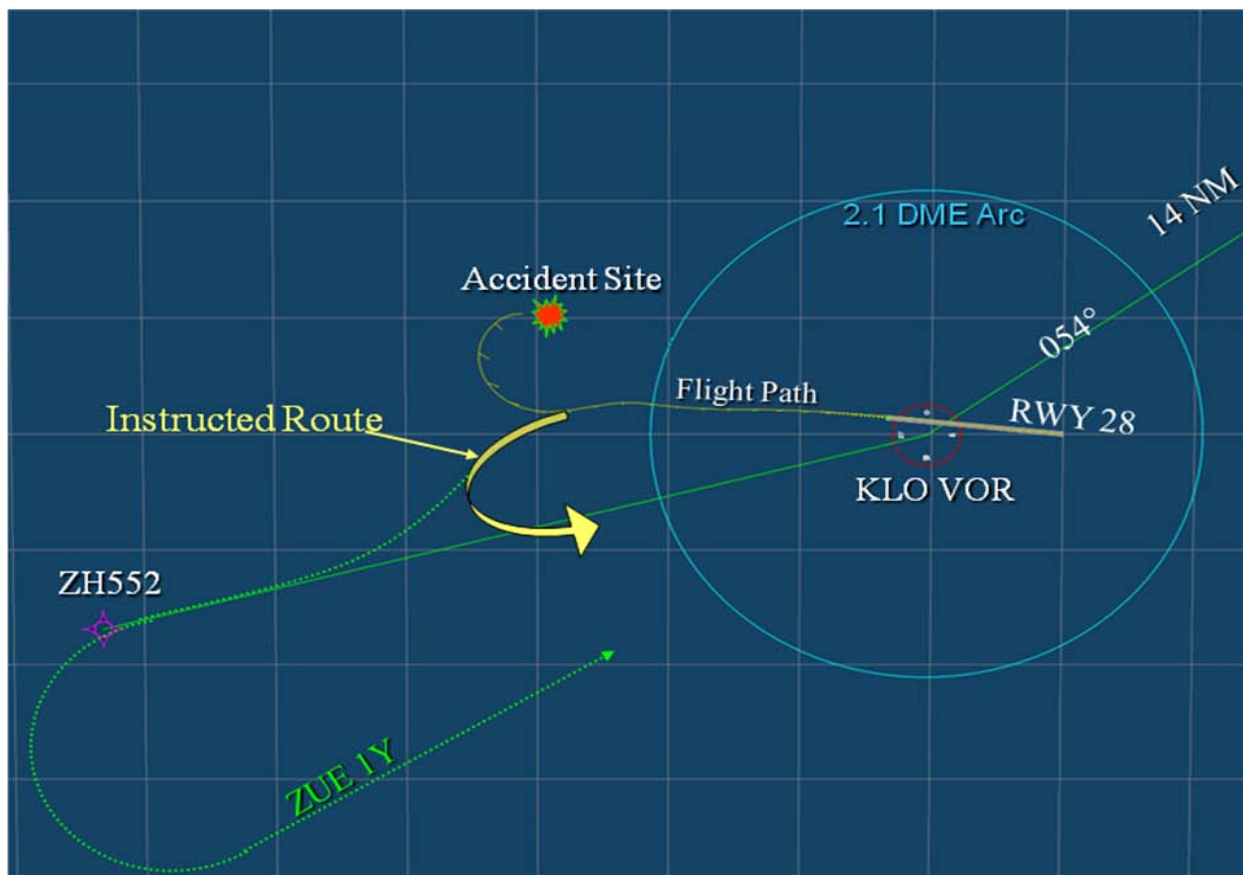 14 NM
2.1 DME Arc
Accident Site
054°
Flight Path
RWY 28
Instructed Route
KLO VOR
ZH552
ZUE 1Y